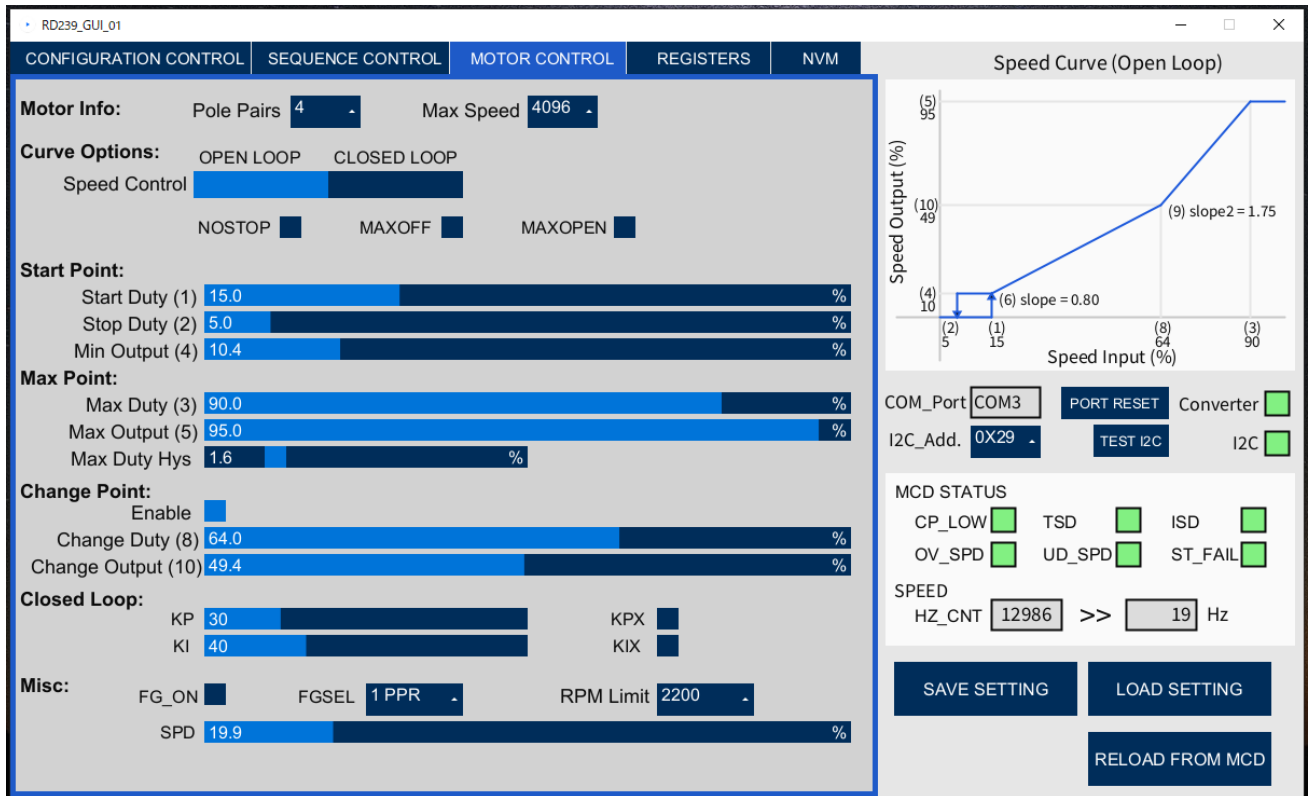 RD239_GUI_01
CONFIGURATION CONTROL SEQUENCE CONTROL MOTOR CONTROL REGISTERS NVM
Motor Info: Pole Pairs 4 Max Speed 4096
Curve Options: OPEN LOOP CLOSED LOOP
Speed Control
NOSTOP MAXOFF MAXOPEN
Start Point:
Start Duty (1) 15.0 %
Stop Duty (2) 5.0 %
Min Output (4) 10.4 %
Max Point:
Max Duty (3) 90.0 %
Max Output (5) 95.0 %
Max Duty Hys 1.6 %
Change Point:
Enable
Change Duty (8) 64.0 %
Change Output (10) 49.4 %
Closed Loop:
KP 30 KPX
KI 40 KIX
Misc: FG_ON FGSEL 1 PPR RPM Limit 2200
SPD 19.9 %
Speed Curve (Open Loop)
Speed Output (%)
(5)
95
(10)
49
(9) slope2 = 1.75
(4)
10
(6) slope = 0.80
(2) (1) (8) (3)
5 15 64 90
Speed Input (%)
COM_Port COM3 PORT RESET Converter
I2C_Add. 0X29 TEST I2C I2C
MCD STATUS
CP_LOW TSD ISD
OV_SPD UD_SPD ST_FAIL
SPEED
HZ_CNT 12986 >> 19 Hz
SAVE SETTING LOAD SETTING
RELOAD FROM MCD